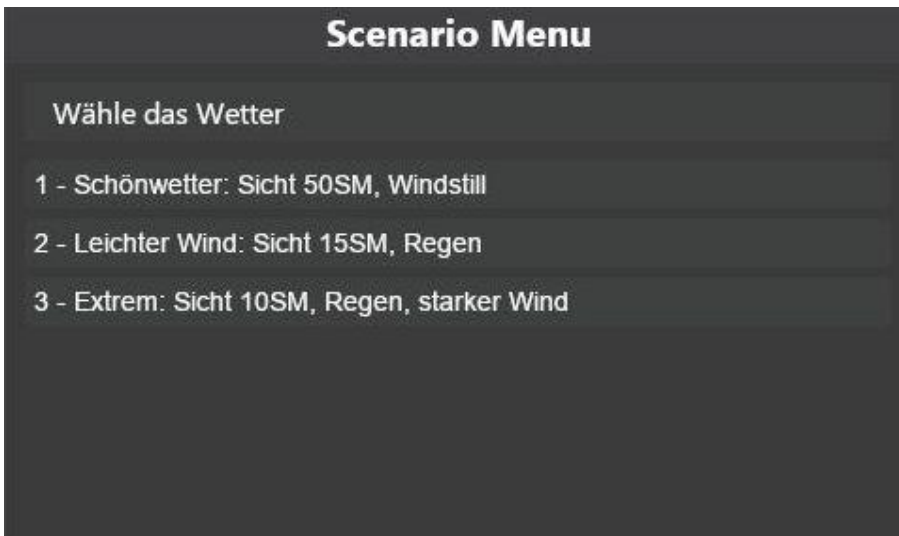 Scenario Menu
Wähle das Wetter
1 - Schönwetter: Sicht 50SM, Windstill
2 - Leichter Wind: Sicht 15SM, Regen
3 - Extrem: Sicht 10SM, Regen, starker Wind